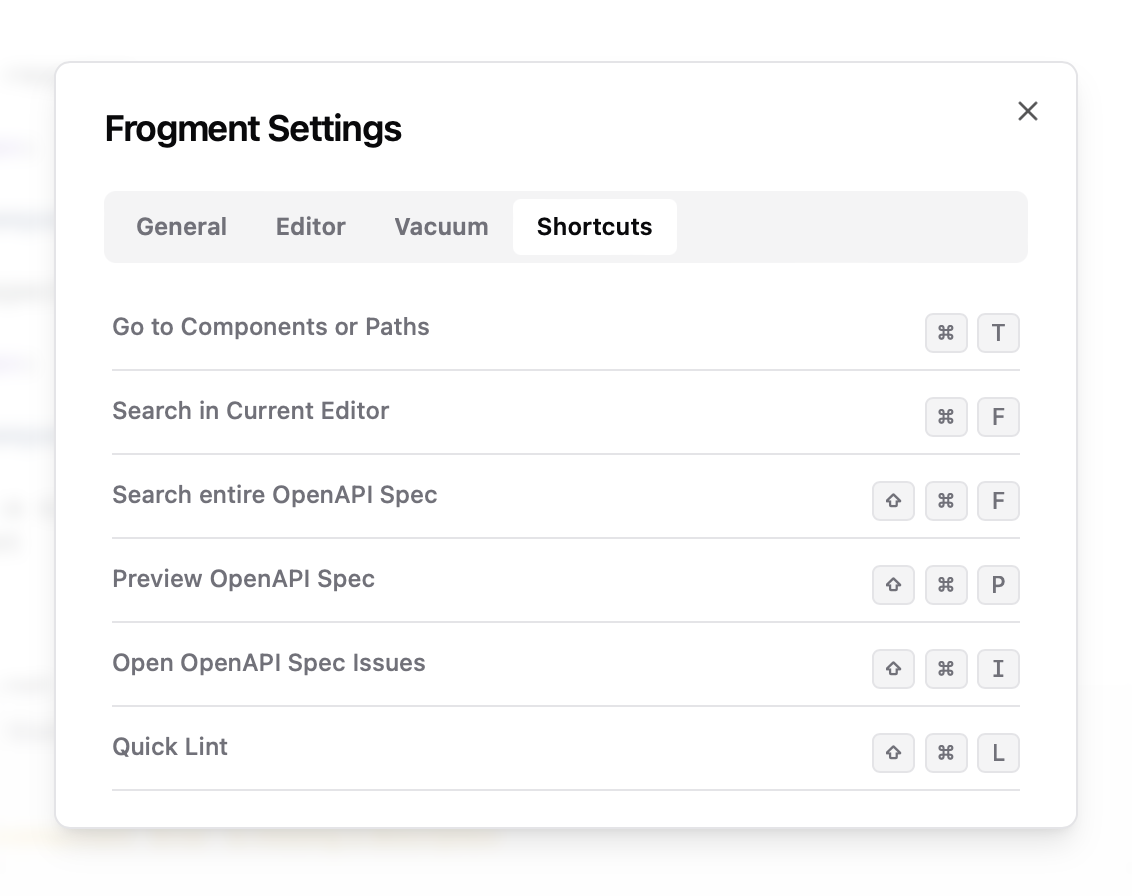 Frogment Settings
General Editor Vacuum Shortcuts
Go to Components or Paths ⌘ T
Search in Current Editor ⌘ F
Search entire OpenAPI Spec ⇧ ⌘ F
Preview OpenAPI Spec ⇧ ⌘ P
Open OpenAPI Spec Issues ⇧ ⌘ I
Quick Lint ⇧ ⌘ L